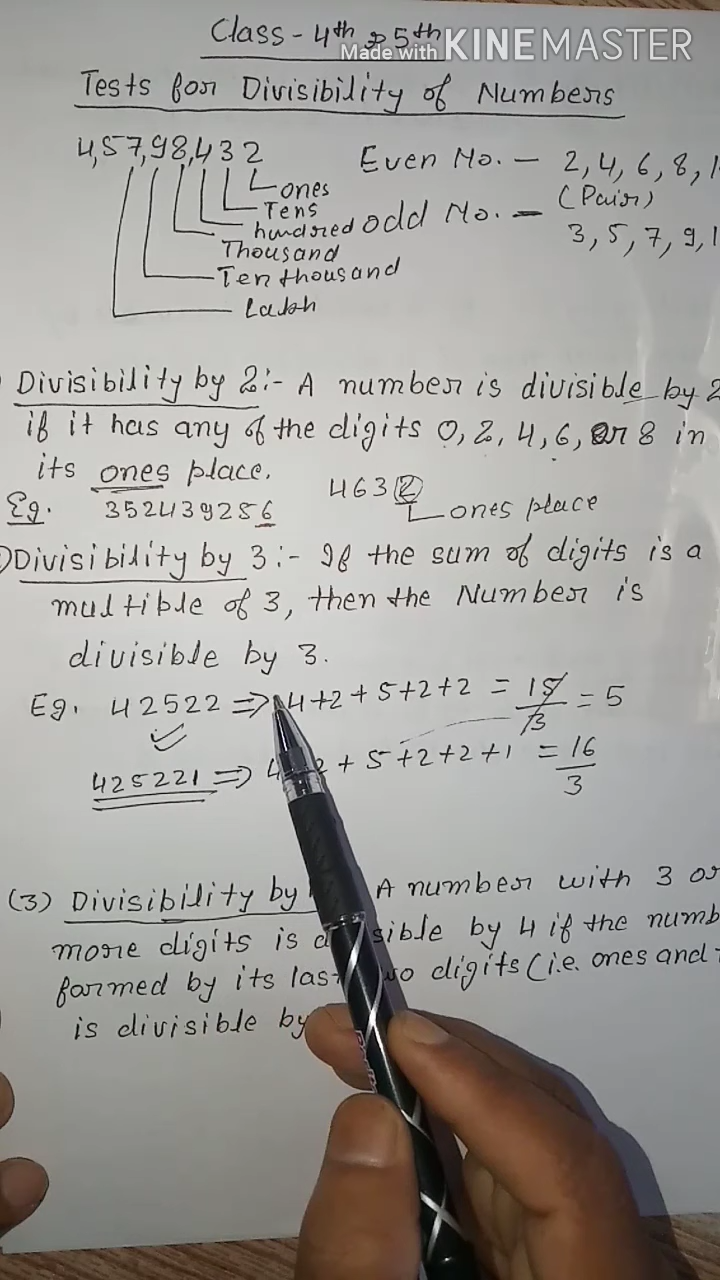 Class - 4th & 5th
Made with KINEMASTER
Tests for Divisibility of Numbers
4,57,98,432
Even No. - 2, 4, 6, 8, 1
(Pair)
ones
Tens
hundred
odd No. - 3, 5, 7, 9, 1
Thousand
Ten thousand
Lakh
Divisibility by 2:- A number is divisible by 2
if it has any of the digits 0, 2, 4, 6, or 8 in
its ones place.
4632
ones place
Eg. 352439256
Divisibility by 3:- If the sum of digits is a
multible of 3, then the Number is
divisible by 3.
Eg. 42522 => 4+2+5+2+2 = 15/3 = 5
425221 => 4 2 + 5+2+2+1 = 16/3
(3) Divisibility by A number with 3 or
more digits is by 4 if the numb
formed by its digits (i.e. ones and
is divisible by